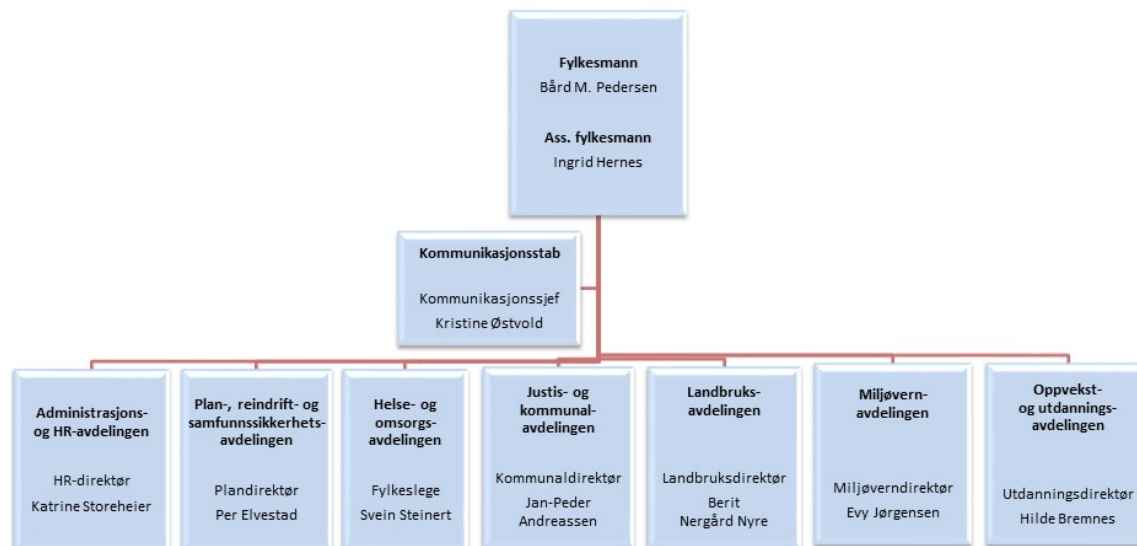 Fylkesmann
Bård M. Pedersen
Ass. fylkesmann
Ingrid Hernes
Kommunikasjonsstab
Kommunikasjonssjef
Kristine Østvold
Administrasjons-
og HR-avdelingen
HR-direktør
Katrine Storeheier
Plan-, reindrift- og
samfunnssikkerhets-
avdelingen
Plandirektør
Per Elvestad
Helse- og
omsorgs-
avdelingen
Fylkeslege
Svein Steinert
Justis- og
kommunal-
avdelingen
Kommunaldirektør
Jan-Peder
Andreassen
Landbruks-
avdelingen
Landbruksdirektør
Berit
Nergård Nyre
Miljøvern-
avdelingen
Miljøverndirektør
Evy Jørgensen
Oppvekst-
og utdannings-
avdelingen
Utdanningsdirektør
Hilde Bremnes